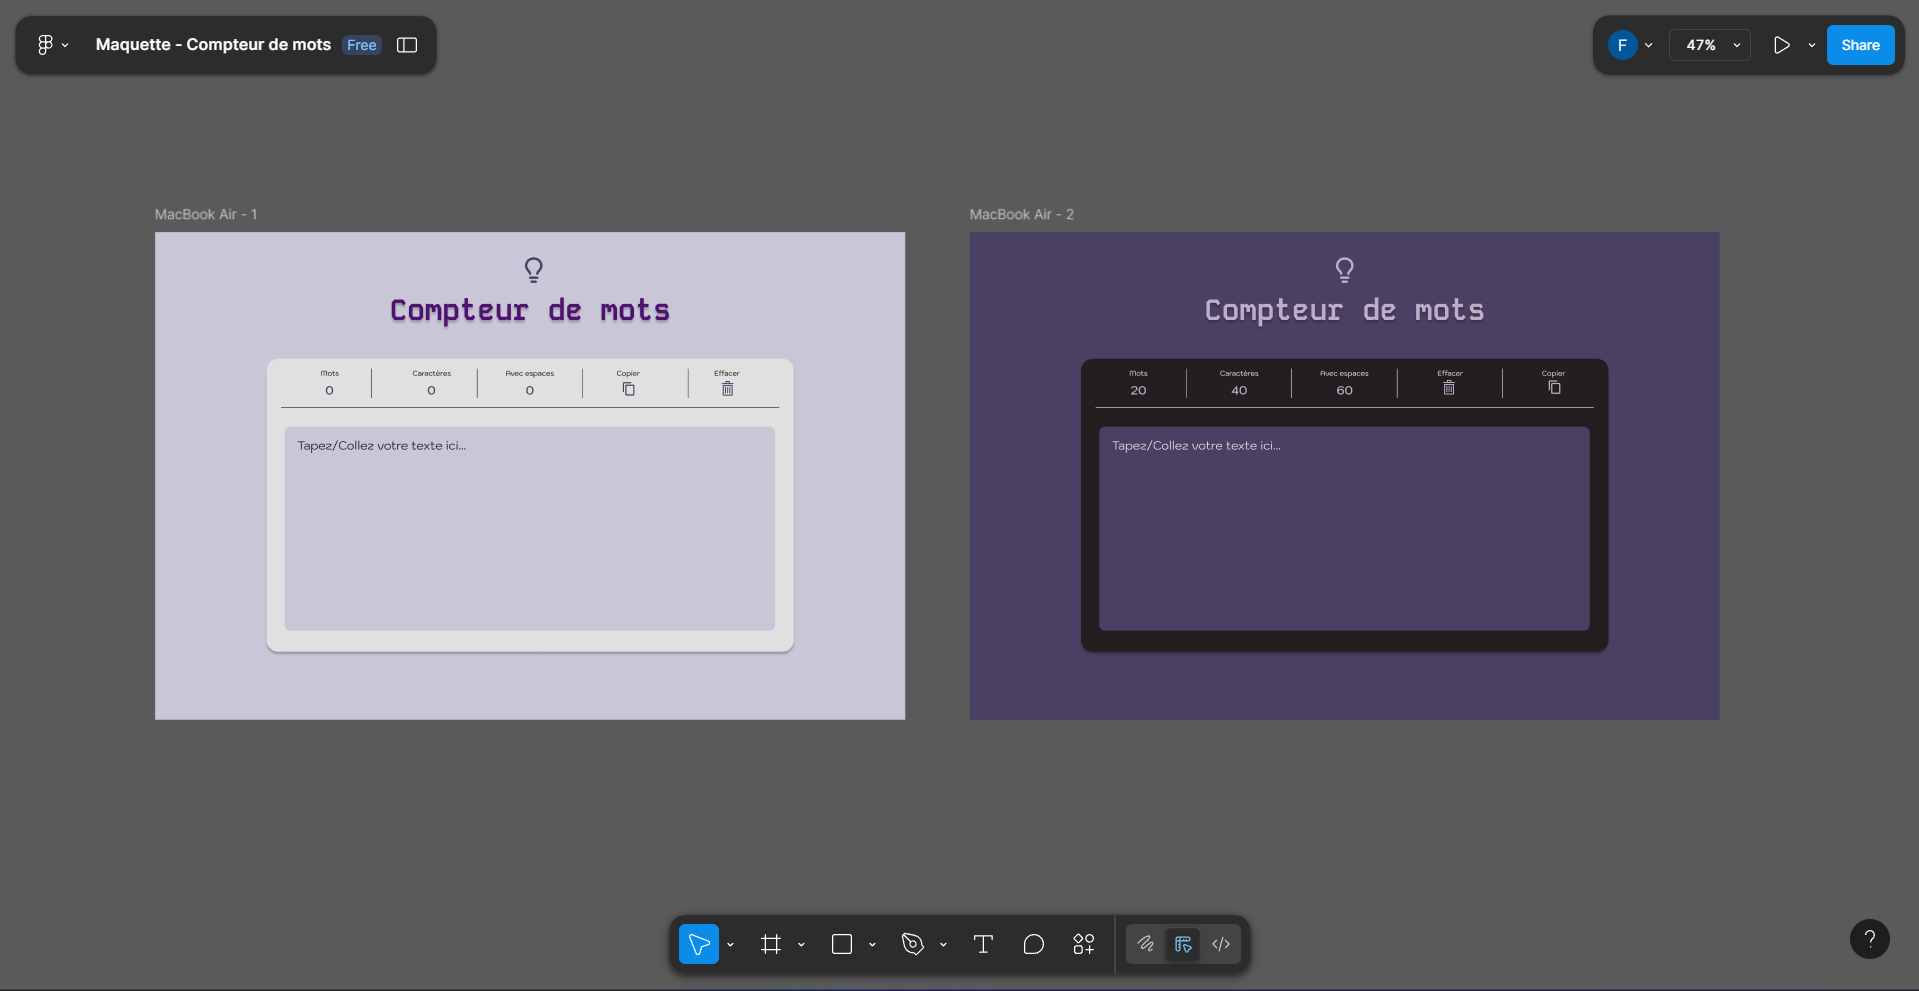 Maquette - Compteur de mots Free
F 47% Share
MacBook Air - 1
Compteur de mots
Mots Caractères Avec espaces Copier Effacer
0 0 0
Tapez/Collez votre texte ici...
MacBook Air - 2
Compteur de mots
Mots Caractères Avec espaces Effacer Copier
20 40 60
Tapez/Collez votre texte ici...
?